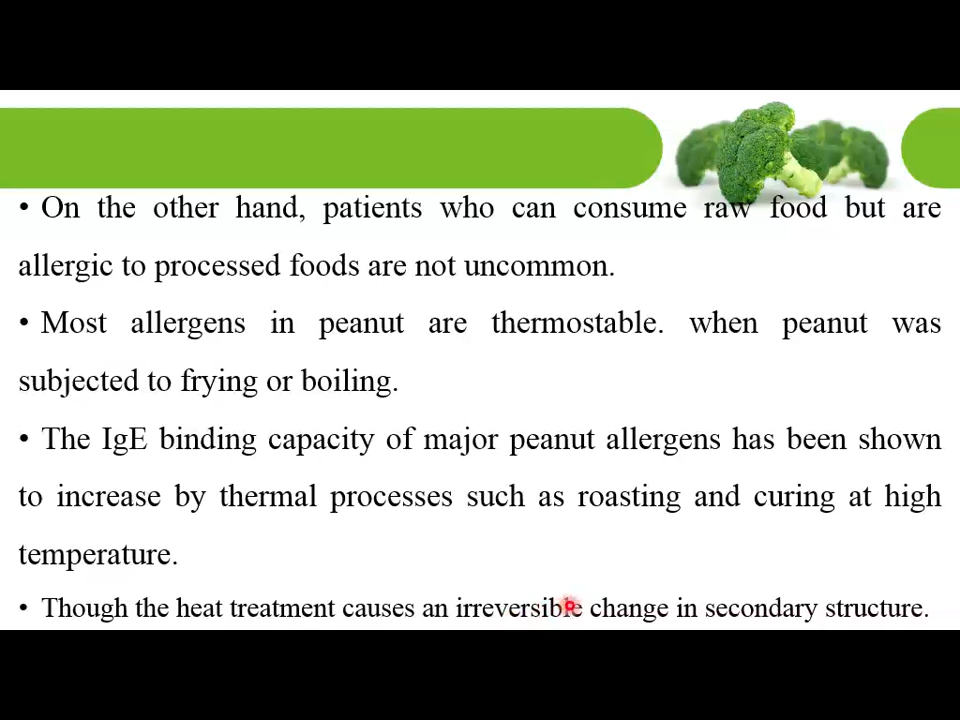 • On the other hand, patients who can consume raw food but are
allergic to processed foods are not uncommon.
• Most allergens in peanut are thermostable. when peanut was
subjected to frying or boiling.
• The IgE binding capacity of major peanut allergens has been shown
to increase by thermal processes such as roasting and curing at high
temperature.
• Though the heat treatment causes an irreversible change in secondary structure.